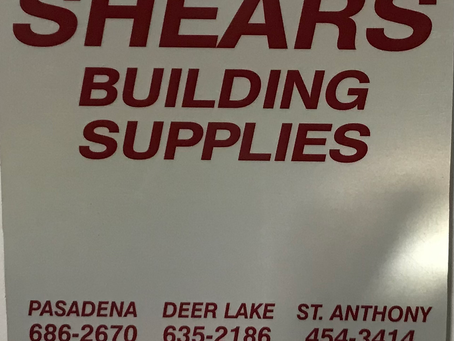 SHEARS
BUILDING
SUPPLIES
PASADENA DEER LAKE ST. ANTHONY
686-2670 635-2186 454-3414